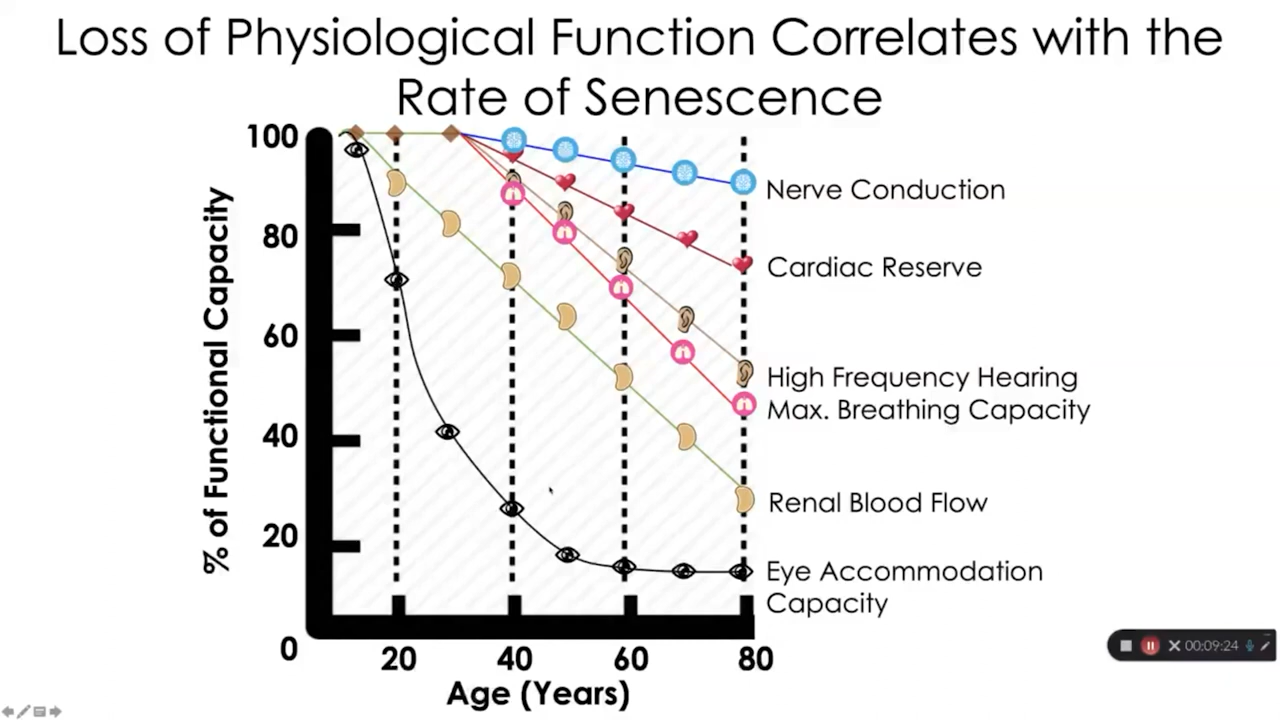 Loss of Physiological Function Correlates with the
Rate of Senescence
% of Functional Capacity
100
80
60
40
20
0
20
40
60
80
Age (Years)
Nerve Conduction
Cardiac Reserve
High Frequency Hearing
Max. Breathing Capacity
Renal Blood Flow
Eye Accommodation
Capacity
00:09:24